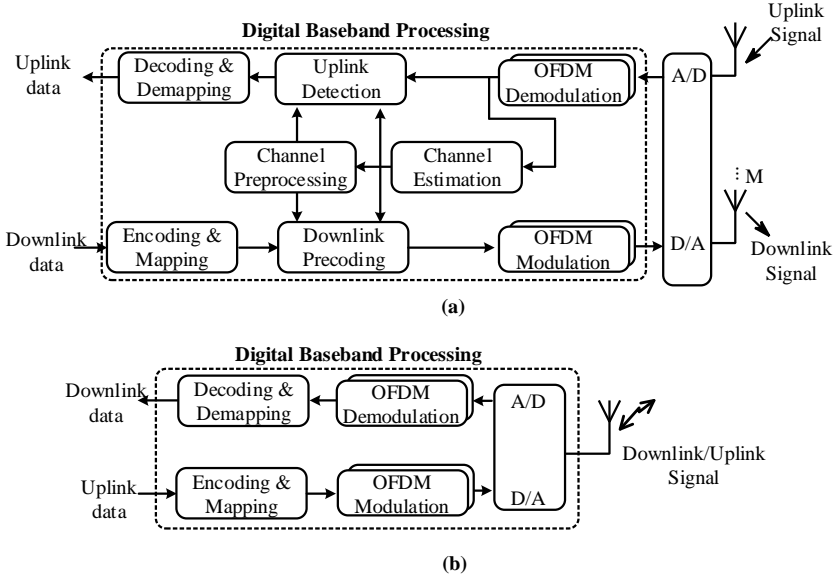 Digital Baseband Processing
Uplink
Signal
Uplink
data
Decoding &
Demapping
Uplink
Detection
OFDM
Demodulation
A/D
Channel
Preprocessing
Channel
Estimation
... M
Downlink
data
Encoding &
Mapping
Downlink
Precoding
OFDM
Modulation
D/A
Downlink
Signal
(a)
Digital Baseband Processing
Downlink
data
Decoding &
Demapping
OFDM
Demodulation
A/D
Downlink/Uplink
Signal
Uplink
data
Encoding &
Mapping
OFDM
Modulation
D/A
(b)